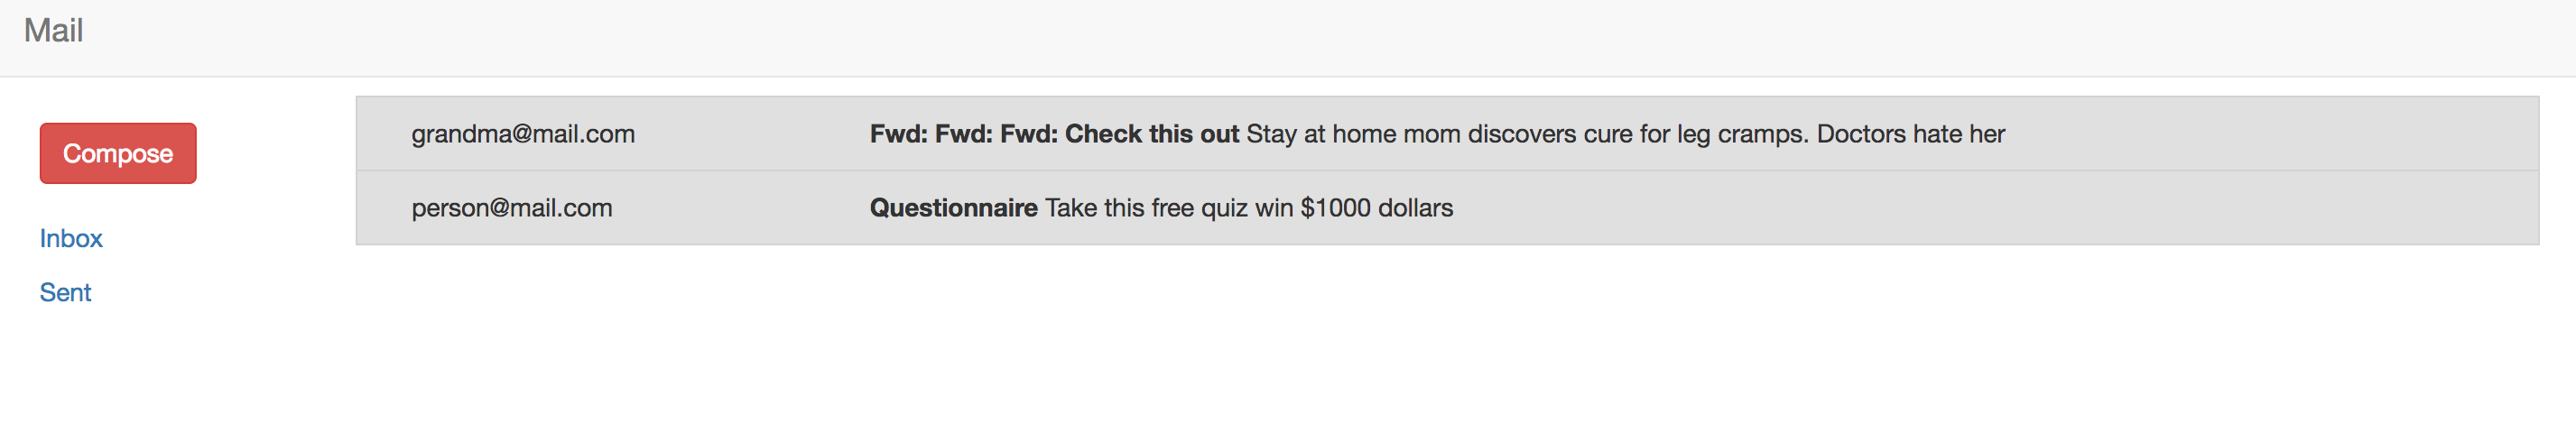 Mail
Compose
Inbox
Sent
grandma@mail.com Fwd: Fwd: Fwd: Check this out Stay at home mom discovers cure for leg cramps. Doctors hate her
person@mail.com Questionnaire Take this free quiz win $1000 dollars